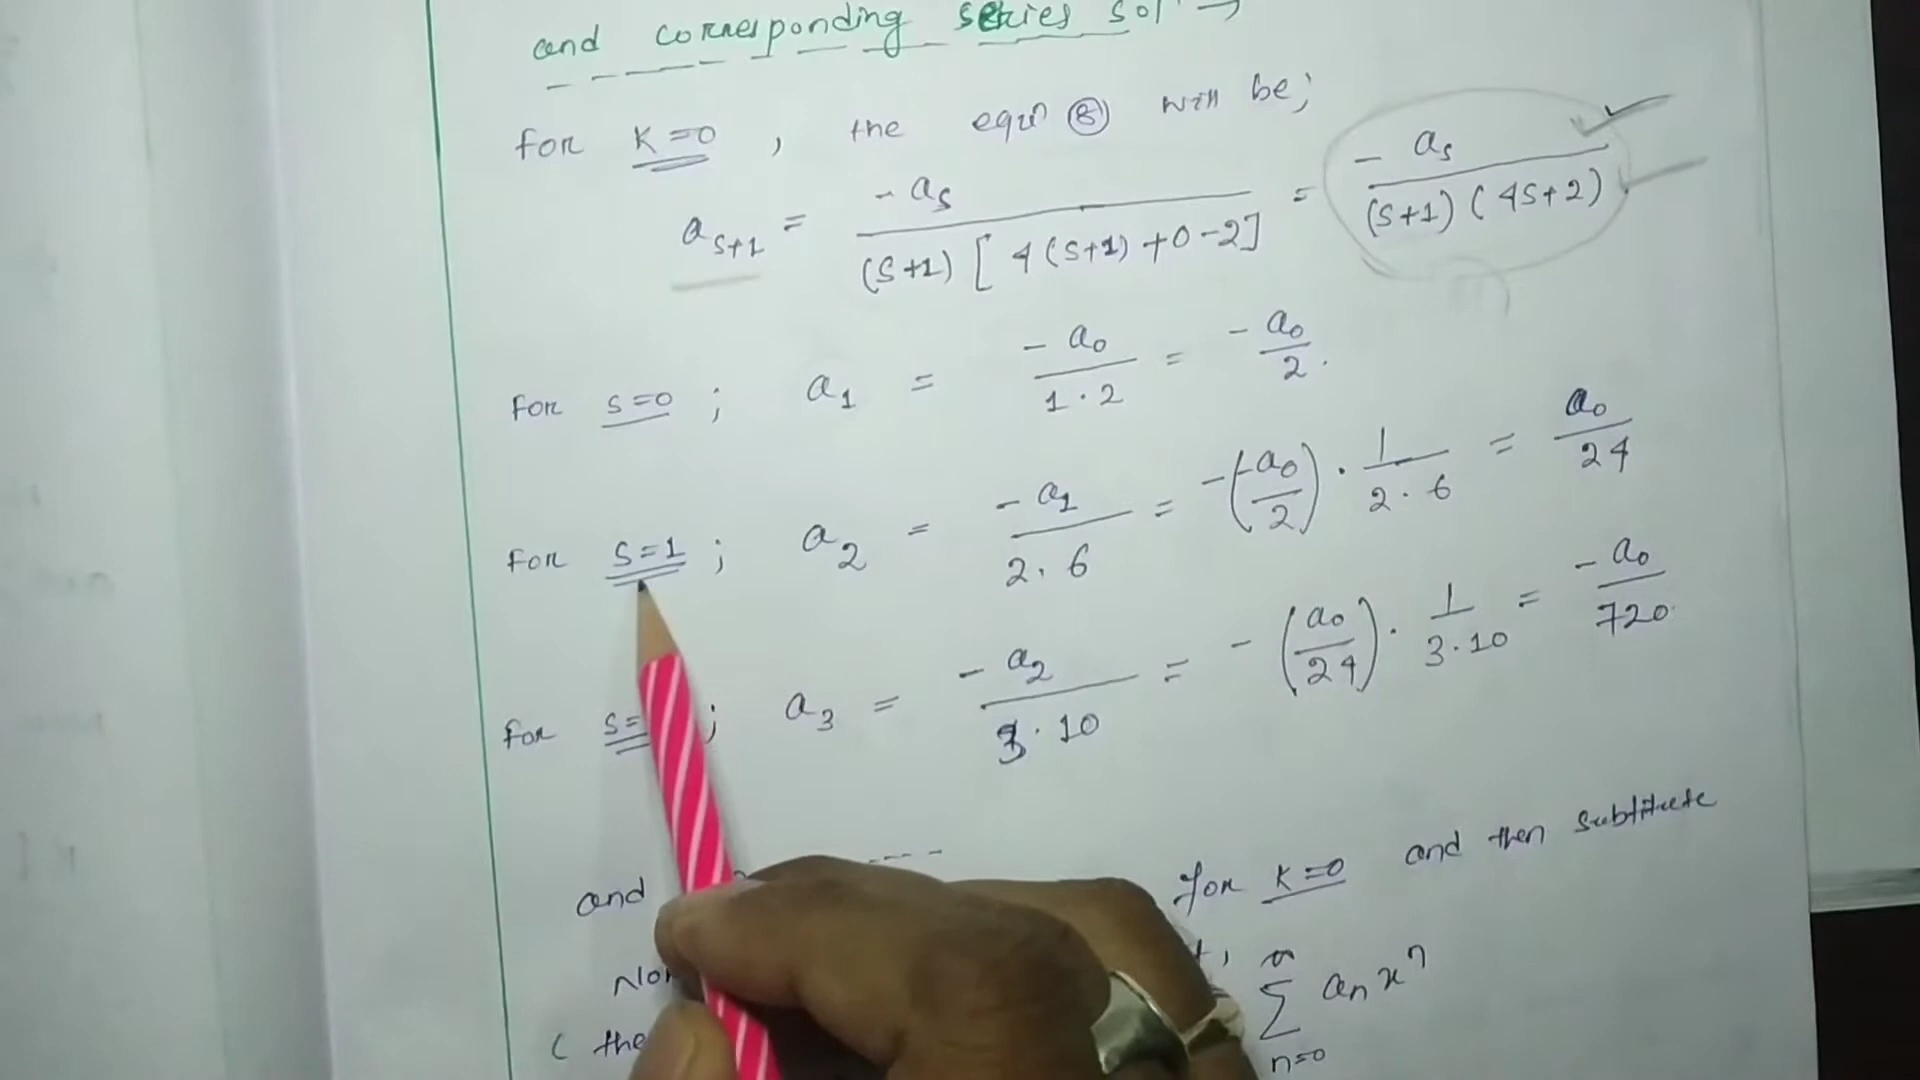 and corresponding series sol →
for k=0 , the eqn ⑧ will be;
a_{s+1} = - a_s / (s+1) [ 4(s+1) + 0 - 2 ] = - a_s / (s+1) ( 4s+2 )
for s=0 ; a_1 = - a_0 / 1 · 2 = - a_0 / 2 .
for s=1 ; a_2 = - a_1 / 2 · 6 = - ( - a_0 / 2 ) · 1 / 2 · 6 = a_0 / 24
for s= ; a_3 = - a_2 / 3 · 10 = - ( a_0 / 24 ) · 1 / 3 · 10 = - a_0 / 720
and for k=0 and then substitute
∑_{n=0} a_n x^n
( the